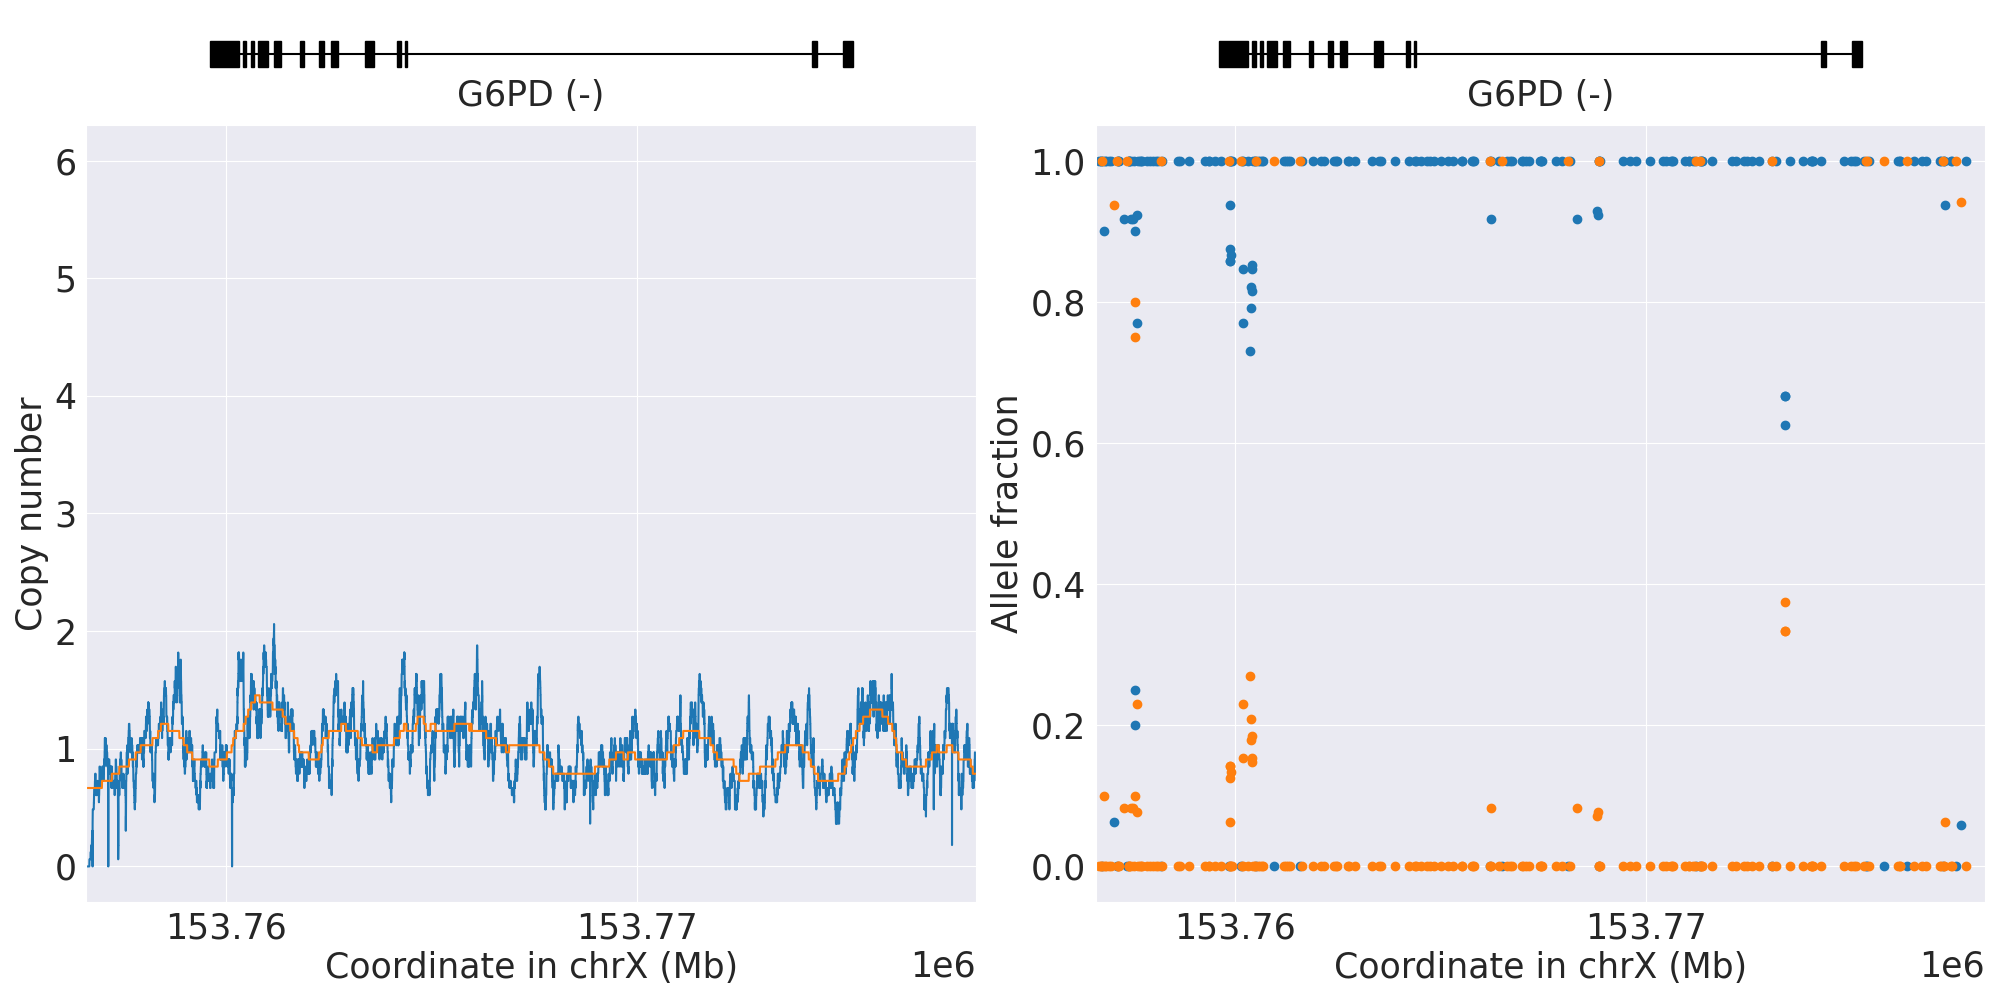 G6PD (-)
6
5
4
3
2
1
0
Copy number
153.76
153.77
Coordinate in chrX (Mb)
1e6
G6PD (-)
1.0
0.8
0.6
0.4
0.2
0.0
Allele fraction
153.76
153.77
Coordinate in chrX (Mb)
1e6